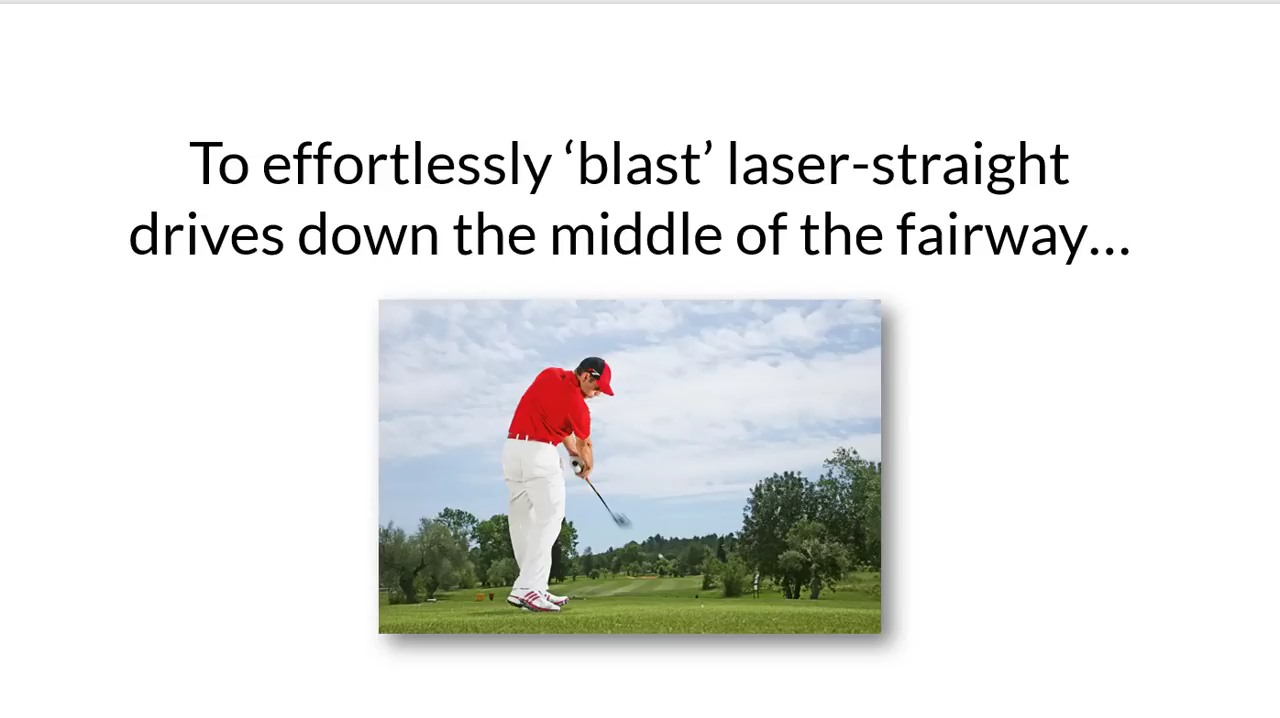 To effortlessly ‘blast’ laser-straight
drives down the middle of the fairway...